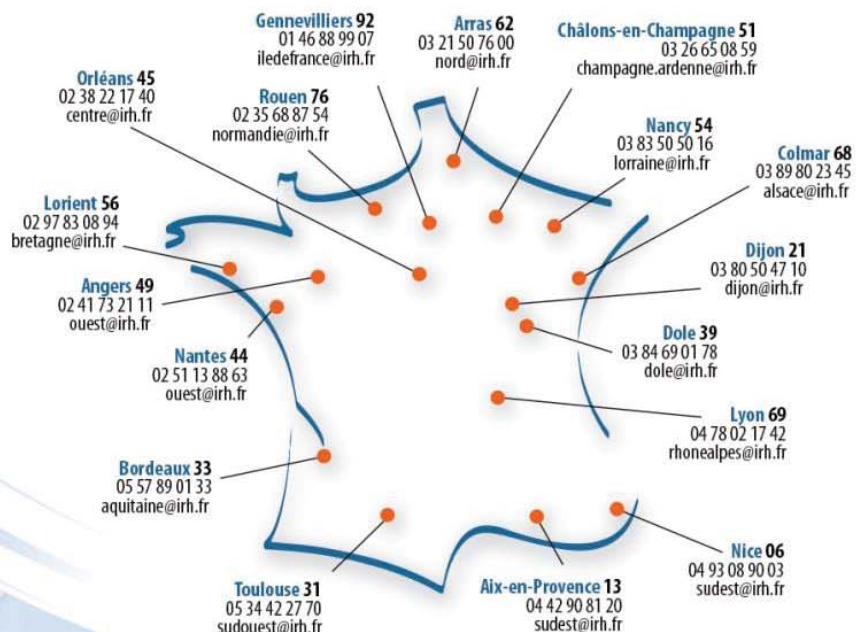 Gennevilliers 92
01 46 88 99 07
iledefrance@irh.fr
Arras 62
03 21 50 76 00
nord@irh.fr
Châlons-en-Champagne 51
03 26 65 08 59
champagne.ardenne@irh.fr
Orléans 45
02 38 22 17 40
centre@irh.fr
Rouen 76
02 35 68 87 54
normandie@irh.fr
Nancy 54
03 83 50 50 16
lorraine@irh.fr
Colmar 68
03 89 80 23 45
alsace@irh.fr
Lorient 56
02 97 83 08 94
bretagne@irh.fr
Dijon 21
03 80 50 47 10
dijon@irh.fr
Angers 49
02 41 73 21 11
ouest@irh.fr
Dole 39
03 84 69 01 78
dole@irh.fr
Nantes 44
02 51 13 88 63
ouest@irh.fr
Lyon 69
04 78 02 17 42
rhonealpes@irh.fr
Bordeaux 33
05 57 89 01 33
aquitaine@irh.fr
Nice 06
04 93 08 90 03
sudest@irh.fr
Toulouse 31
05 34 42 27 70
sudouest@irh.fr
Aix-en-Provence 13
04 42 90 81 20
sudest@irh.fr